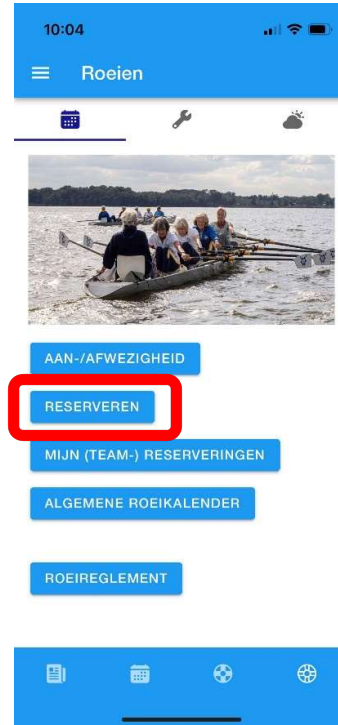 10:04
Roeien
AAN-/AFWEZIGHEID
RESERVEREN
MIJN (TEAM-) RESERVERINGEN
ALGEMENE ROEIKALENDER
ROEIREGLEMENT